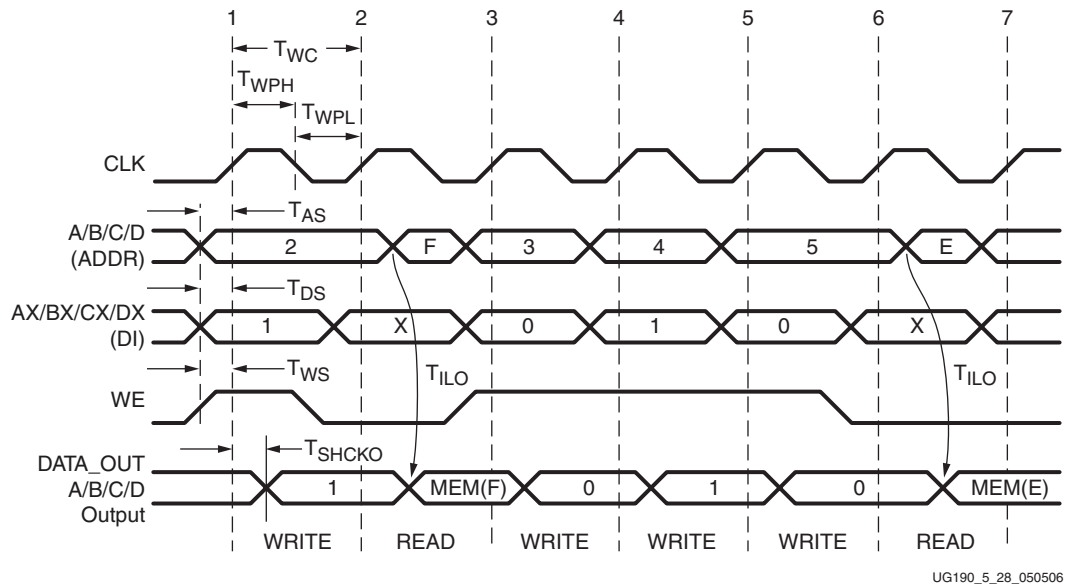 1 2 3 4 5 6 7
TWC
TWPH
TWPL
CLK
TAS
A/B/C/D
(ADDR)
2 F 3 4 5 E
TDS
AX/BX/CX/DX
(DI)
1 X 0 1 0 X
TWS
TILO TILO
WE
TSHCKO
DATA_OUT
A/B/C/D
Output
1 MEM(F) 0 1 0 MEM(E)
WRITE READ WRITE WRITE WRITE READ
UG190_5_28_050506